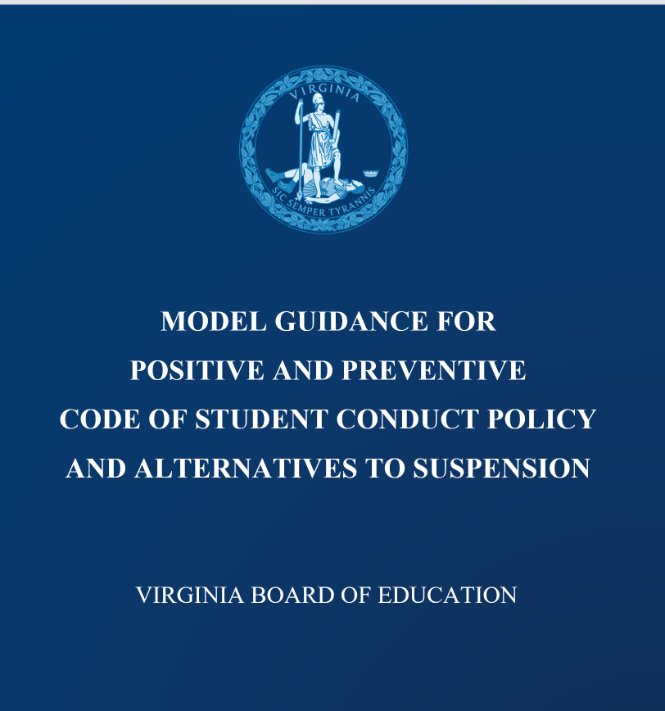 VIRGINIA
SIC SEMPER TYRANNIS
MODEL GUIDANCE FOR
POSITIVE AND PREVENTIVE
CODE OF STUDENT CONDUCT POLICY
AND ALTERNATIVES TO SUSPENSION
VIRGINIA BOARD OF EDUCATION